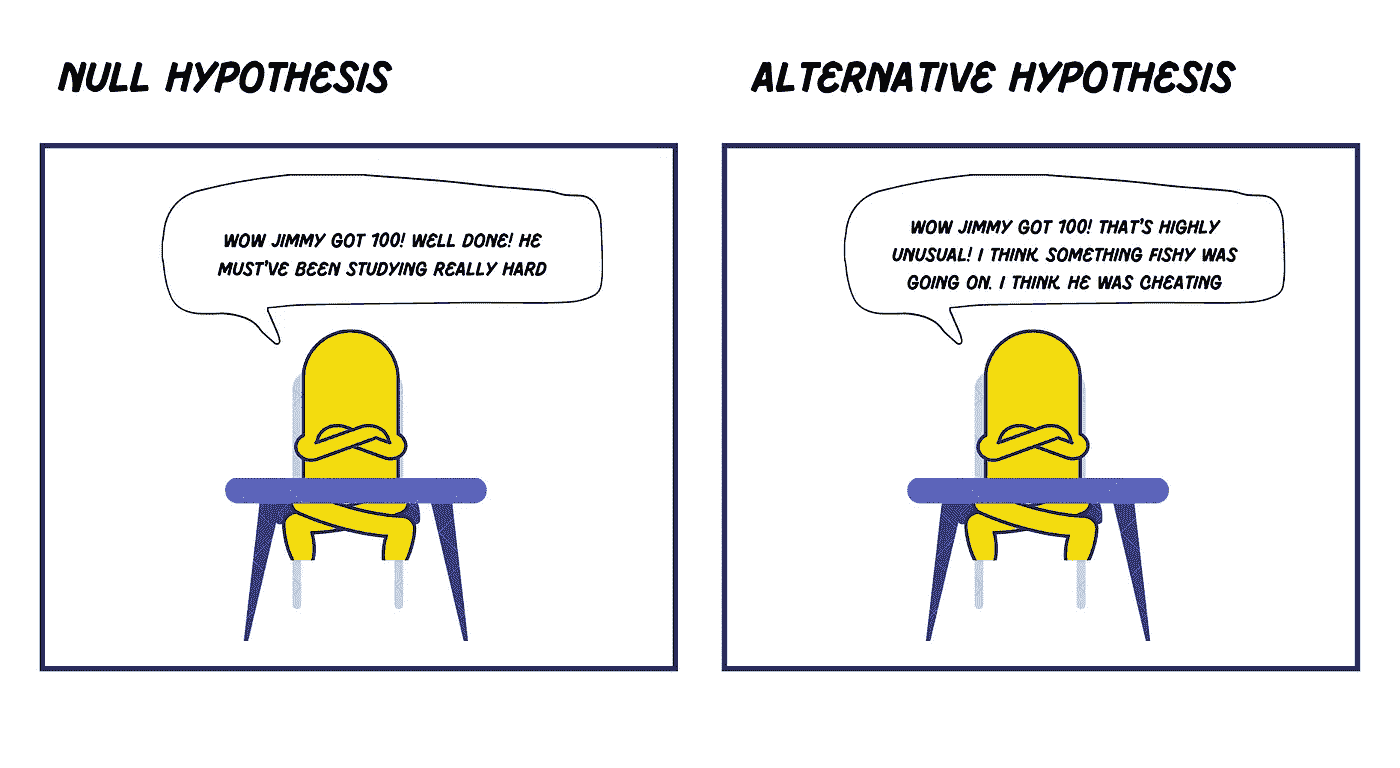 NULL HYPOTHESIS
ALTERNATIVE HYPOTHESIS
WOW JIMMY GOT 100! WELL DONE! HE
MUST'VE BEEN STUDYING REALLY HARD
WOW JIMMY GOT 100! THAT'S HIGHLY
UNUSUAL! I THINK SOMETHING FISHY WAS
GOING ON. I THINK HE WAS CHEATING